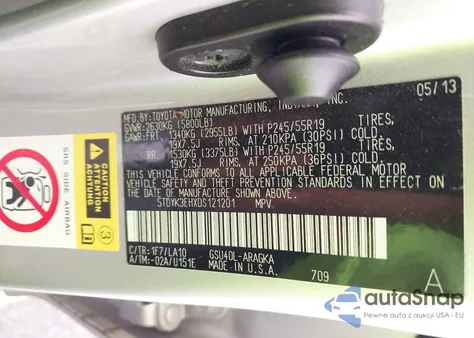 05/13
MFD.BY:TOYOTA MOTOR MANUFACTURING, INDIANA, INC.
GVWR:2630KG (5800LB)
GAWR:FRT. 1340KG (2955LB) WITH P245/55R19 TIRES,
19X7.5J RIMS, AT 210KPA (30PSI) COLD.
RR. 1530KG (3375LB) WITH P245/55R19 TIRES,
19X7.5J RIMS, AT 250KPA (36PSI) COLD.
THIS VEHICLE CONFORMS TO ALL APPLICABLE FEDERAL MOTOR
VEHICLE SAFETY STANDARDS IN EFFECT ON
THE DATE OF MANUFACTURE SHOWN ABOVE.
5TDYK3EHXDS121201 MPV.
C/TR:1F7/LA10 GSU40L-ARAGKA
A/TM:-02A/U151E MADE IN U.S.A. 709
A
SRS SIDE AIRBAG
CAUTION
ATTENTION
autoSnap
Pewne auta z aukcji USA - EU